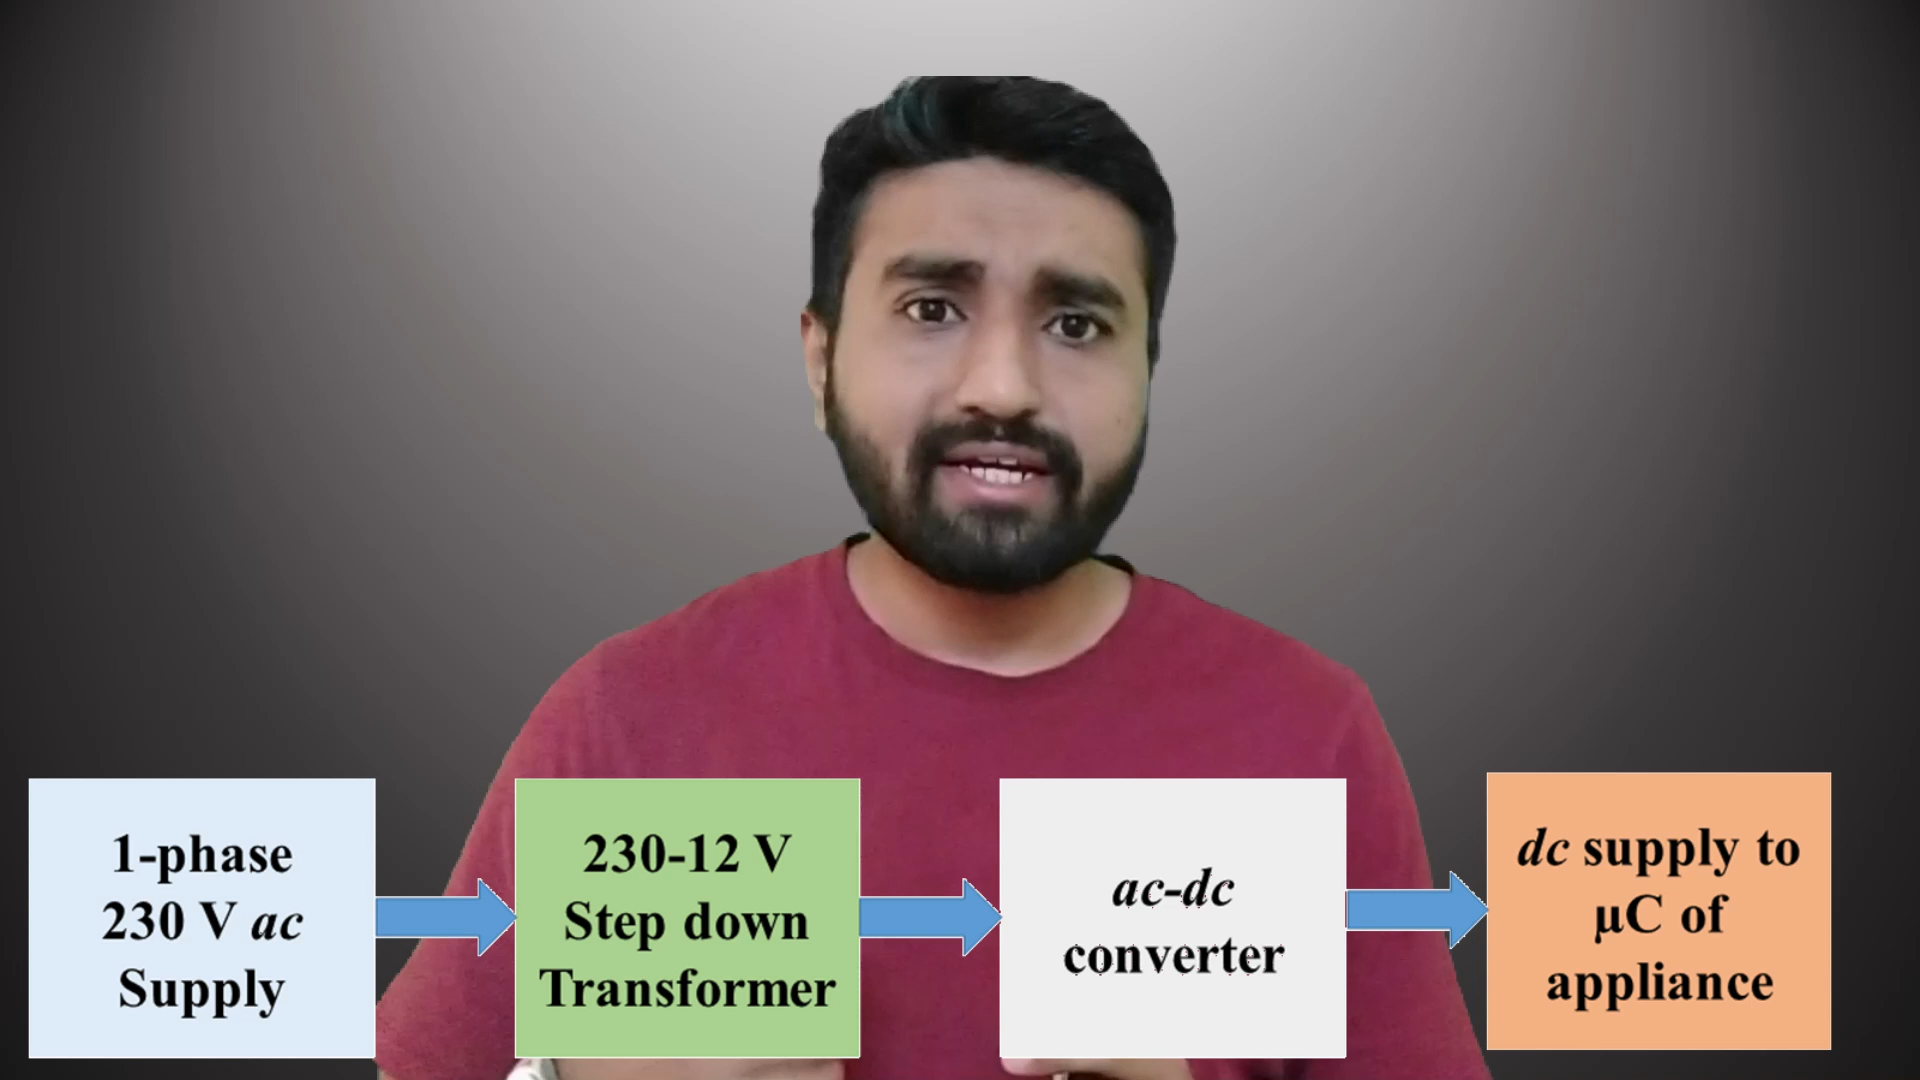 1-phase
230 V ac
Supply
230-12 V
Step down
Transformer
ac-dc
converter
dc supply to
μC of
appliance